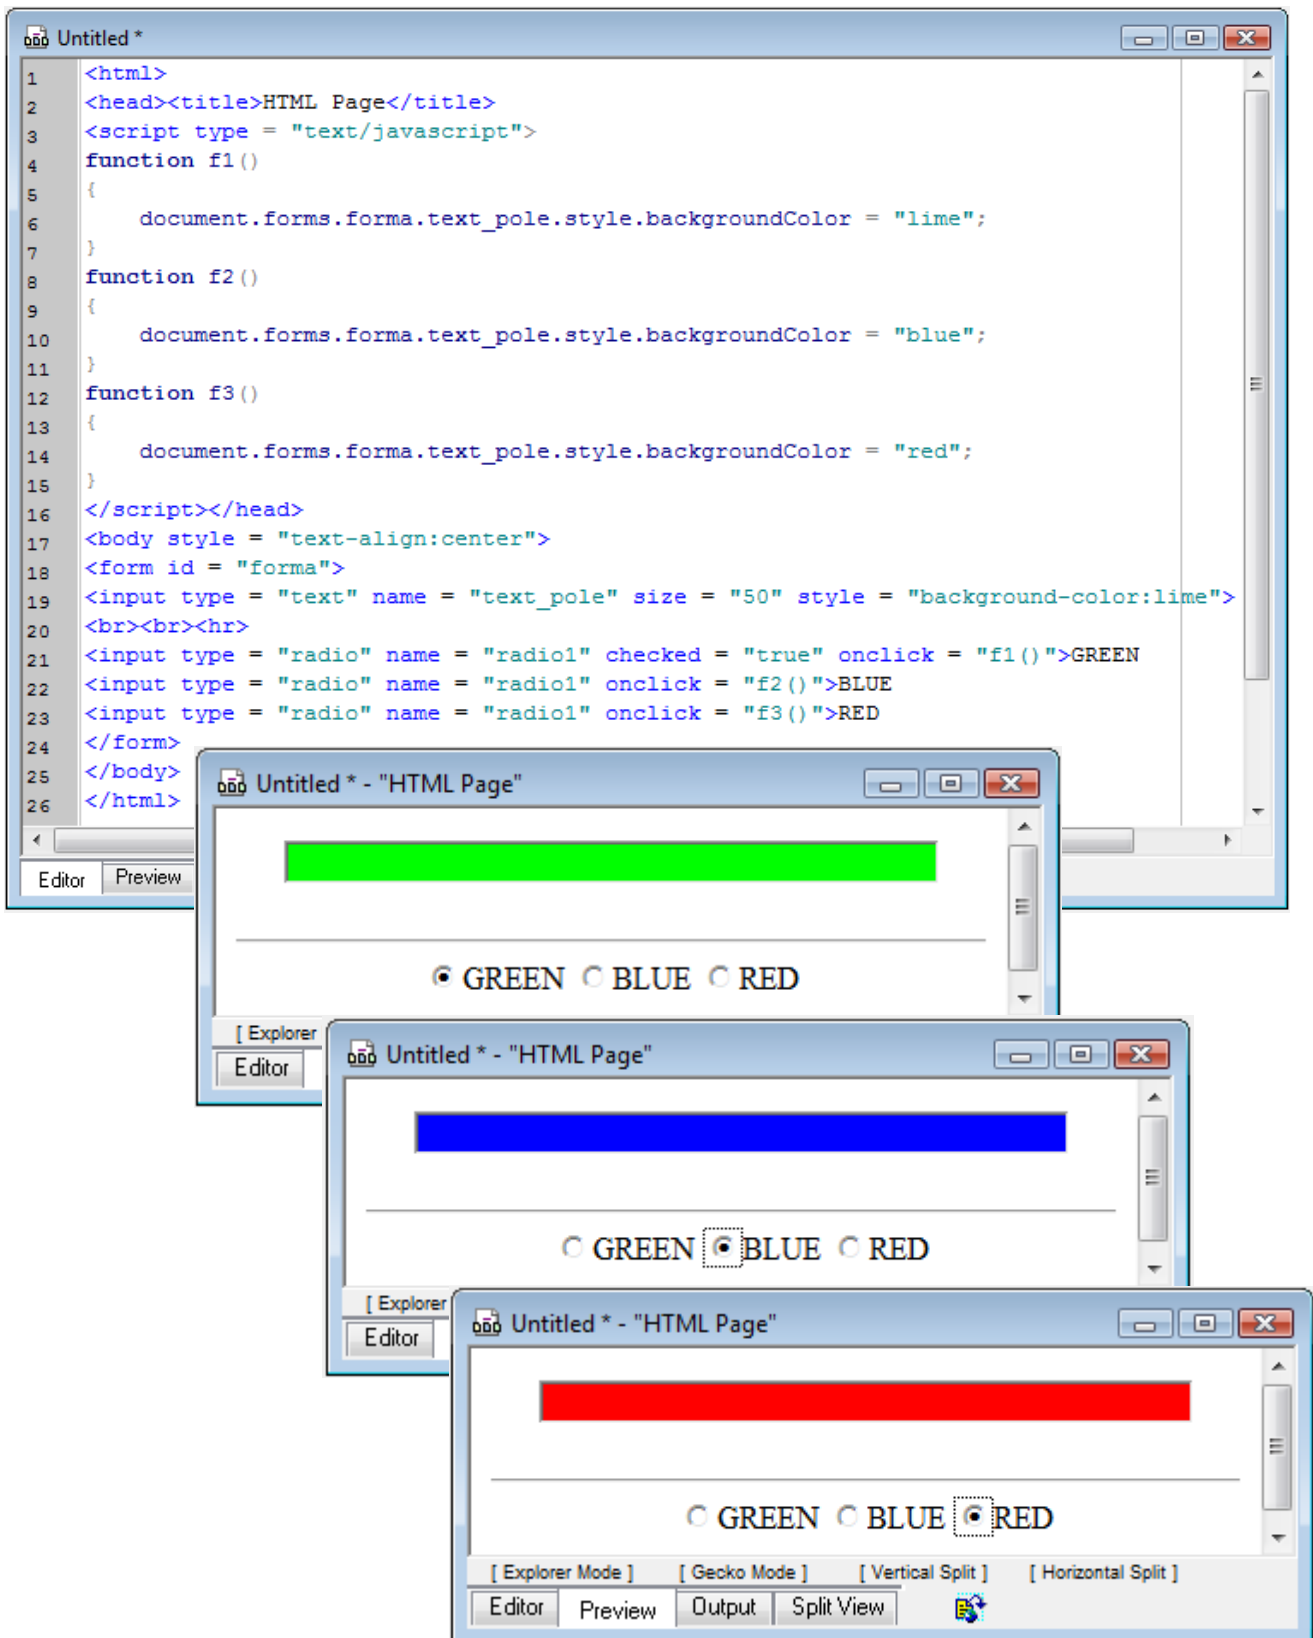 Untitled *
1 <html>
2 <head><title>HTML Page</title>
3 <script type = "text/javascript">
4 function f1()
5 {
6 document.forms.forma.text_pole.style.backgroundColor = "lime";
7 }
8 function f2()
9 {
10 document.forms.forma.text_pole.style.backgroundColor = "blue";
11 }
12 function f3()
13 {
14 document.forms.forma.text_pole.style.backgroundColor = "red";
15 }
16 </script></head>
17 <body style = "text-align:center">
18 <form id = "forma">
19 <input type = "text" name = "text_pole" size = "50" style = "background-color:lime">
20 <br><br><hr>
21 <input type = "radio" name = "radio1" checked = "true" onclick = "f1()">GREEN
22 <input type = "radio" name = "radio1" onclick = "f2()">BLUE
23 <input type = "radio" name = "radio1" onclick = "f3()">RED
24 </form>
25 </body>
26 </html>
Editor Preview
Untitled * - "HTML Page"
GREEN BLUE RED
[ Explorer
Editor
Untitled * - "HTML Page"
GREEN BLUE RED
[ Explorer
Editor
Untitled * - "HTML Page"
GREEN BLUE RED
[ Explorer Mode ] [ Gecko Mode ] [ Vertical Split ] [ Horizontal Split ]
Editor Preview Output Split View